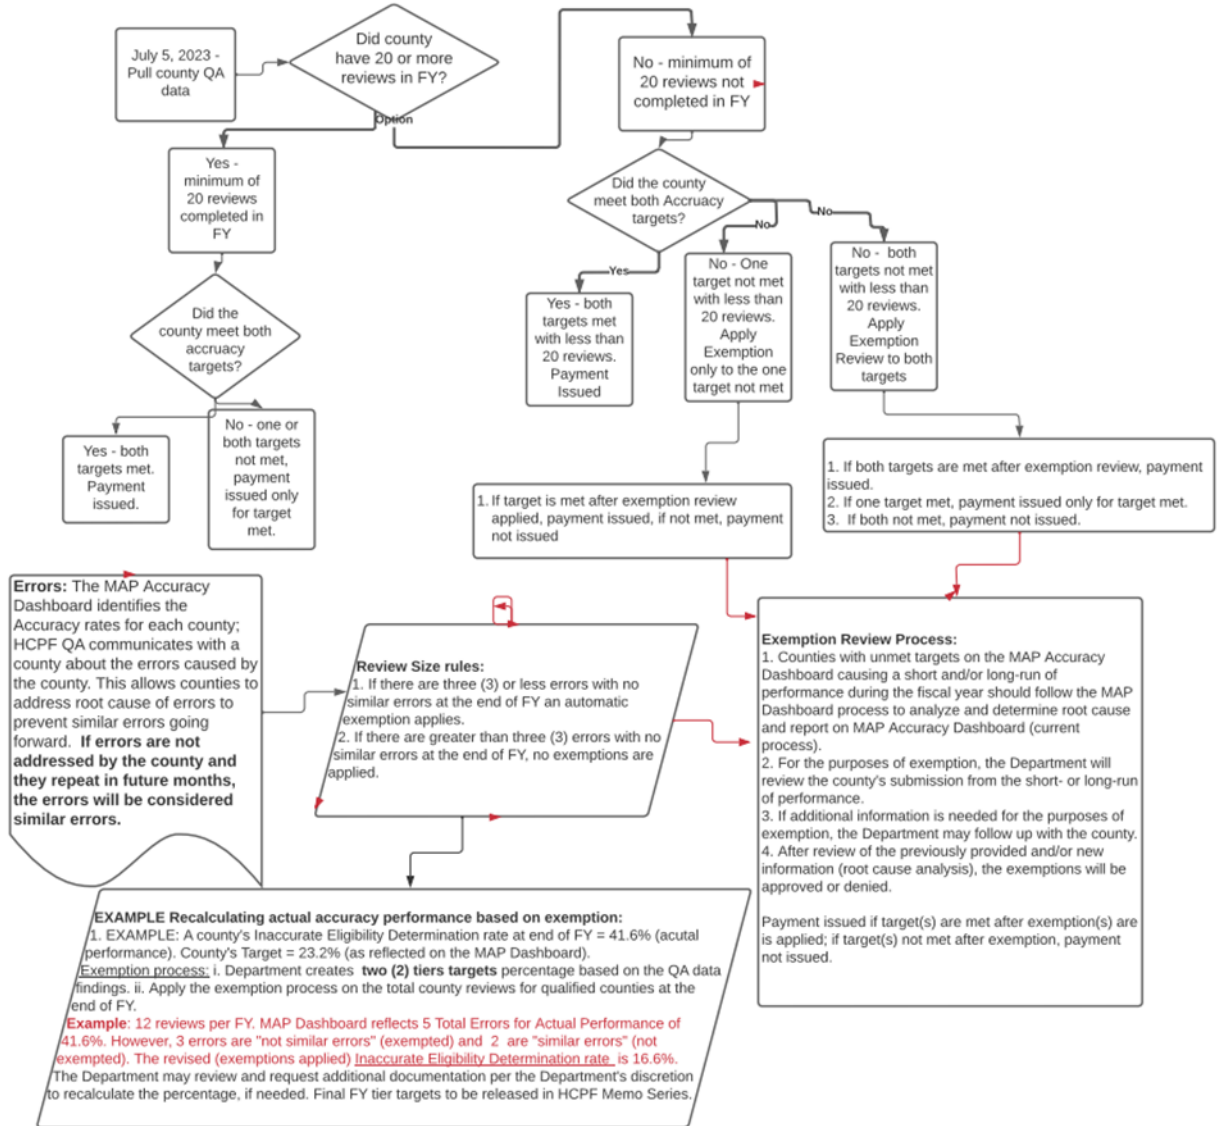 July 5, 2023 -
Pull county QA
data
Did county
have 20 or more
reviews in FY?
Option
No - minimum of
20 reviews not
completed in FY
Yes -
minimum of
20 reviews
completed in
FY
Did the county
meet both Accruacy
targets?
No
No
Yes
Did the
county meet both
accruacy
targets?
Yes - both
targets met
with less than
20 reviews.
Payment
Issued
No - One
target not met
with less than
20 reviews.
Apply
Exemption
only to the one
target not met
No - both
targets not met
with less than
20 reviews.
Apply
Exemption
Review to both
targets
Yes - both
targets met.
Payment
issued.
No - one or
both targets
not met,
payment
issued only
for target
met.
1. If target is met after exemption review
applied, payment issued, if not met, payment
not issued
1. If both targets are met after exemption review, payment
issued.
2. If one target met, payment issued only for target met.
3. If both not met, payment not issued.
Errors: The MAP Accuracy
Dashboard identifies the
Accuracy rates for each county;
HCPF QA communicates with a
county about the errors caused by
the county. This allows counties to
address root cause of errors to
prevent similar errors going
forward. If errors are not
addressed by the county and
they repeat in future months,
the errors will be considered
similar errors.
Review Size rules:
1. If there are three (3) or less errors with no
similar errors at the end of FY an automatic
exemption applies.
2. If there are greater than three (3) errors with no
similar errors at the end of FY, no exemptions are
applied.
Exemption Review Process:
1. Counties with unmet targets on the MAP Accuracy
Dashboard causing a short and/or long-run of
performance during the fiscal year should follow the MAP
Dashboard process to analyze and determine root cause
and report on MAP Accuracy Dashboard (current
process).
2. For the purposes of exemption, the Department will
review the county's submission from the short- or long-run
of performance.
3. If additional information is needed for the purposes of
exemption, the Department may follow up with the county.
4. After review of the previously provided and/or new
information (root cause analysis), the exemptions will be
approved or denied.
Payment issued if target(s) are met after exemption(s) are
is applied; if target(s) not met after exemption, payment
not issued.
EXAMPLE Recalculating actual accuracy performance based on exemption:
1. EXAMPLE: A county's Inaccurate Eligibility Determination rate at end of FY = 41.6% (acutal
performance). County's Target = 23.2% (as reflected on the MAP Dashboard).
Exemption process: i. Department creates two (2) tiers targets percentage based on the QA data
findings. ii. Apply the exemption process on the total county reviews for qualified counties at the
end of FY.
Example: 12 reviews per FY. MAP Dashboard reflects 5 Total Errors for Actual Performance of
41.6%. However, 3 errors are "not similar errors" (exempted) and 2 are "similar errors" (not
exempted). The revised (exemptions applied) Inaccurate Eligibility Determination rate is 16.6%.
The Department may review and request additional documentation per the Department's discretion
to recalculate the percentage, if needed. Final FY tier targets to be released in HCPF Memo Series.